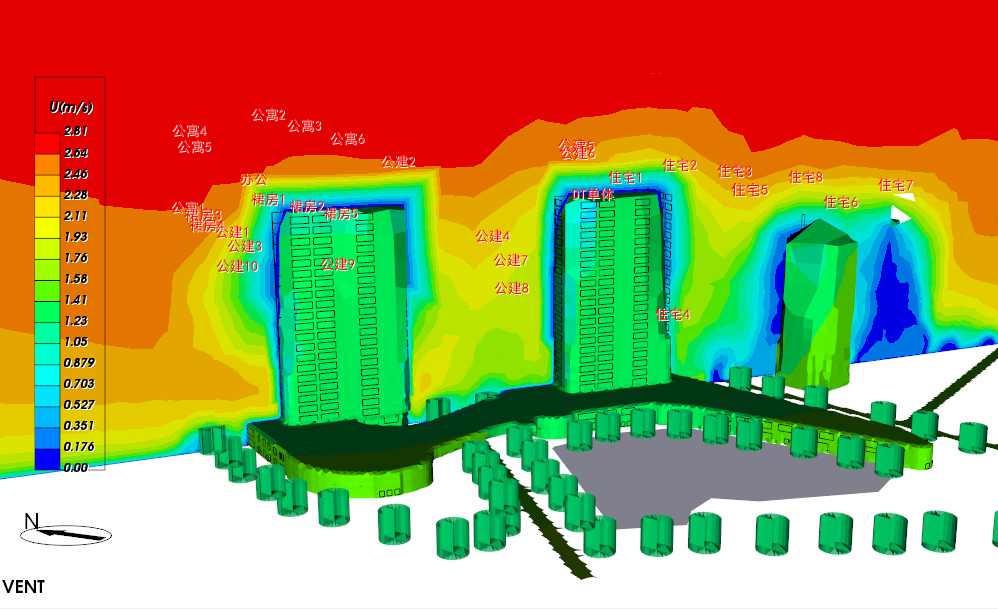 U(m/s)
2.81
2.64
2.46
2.28
2.11
1.93
1.76
1.58
1.41
1.23
1.05
0.879
0.703
0.527
0.351
0.176
0.00
公寓2
公寓4
公寓3
公寓5
公寓6
公建2
公建5
公建6
住宅2
住宅1
住宅3
住宅8
办公
住宅5
住宅7
DT单体
裙房1
住宅6
公寓1
裙房2
裙房3
裙房5
公建1
公建4
公建3
公建7
公建10
公建9
公建8
住宅4
N
VENT